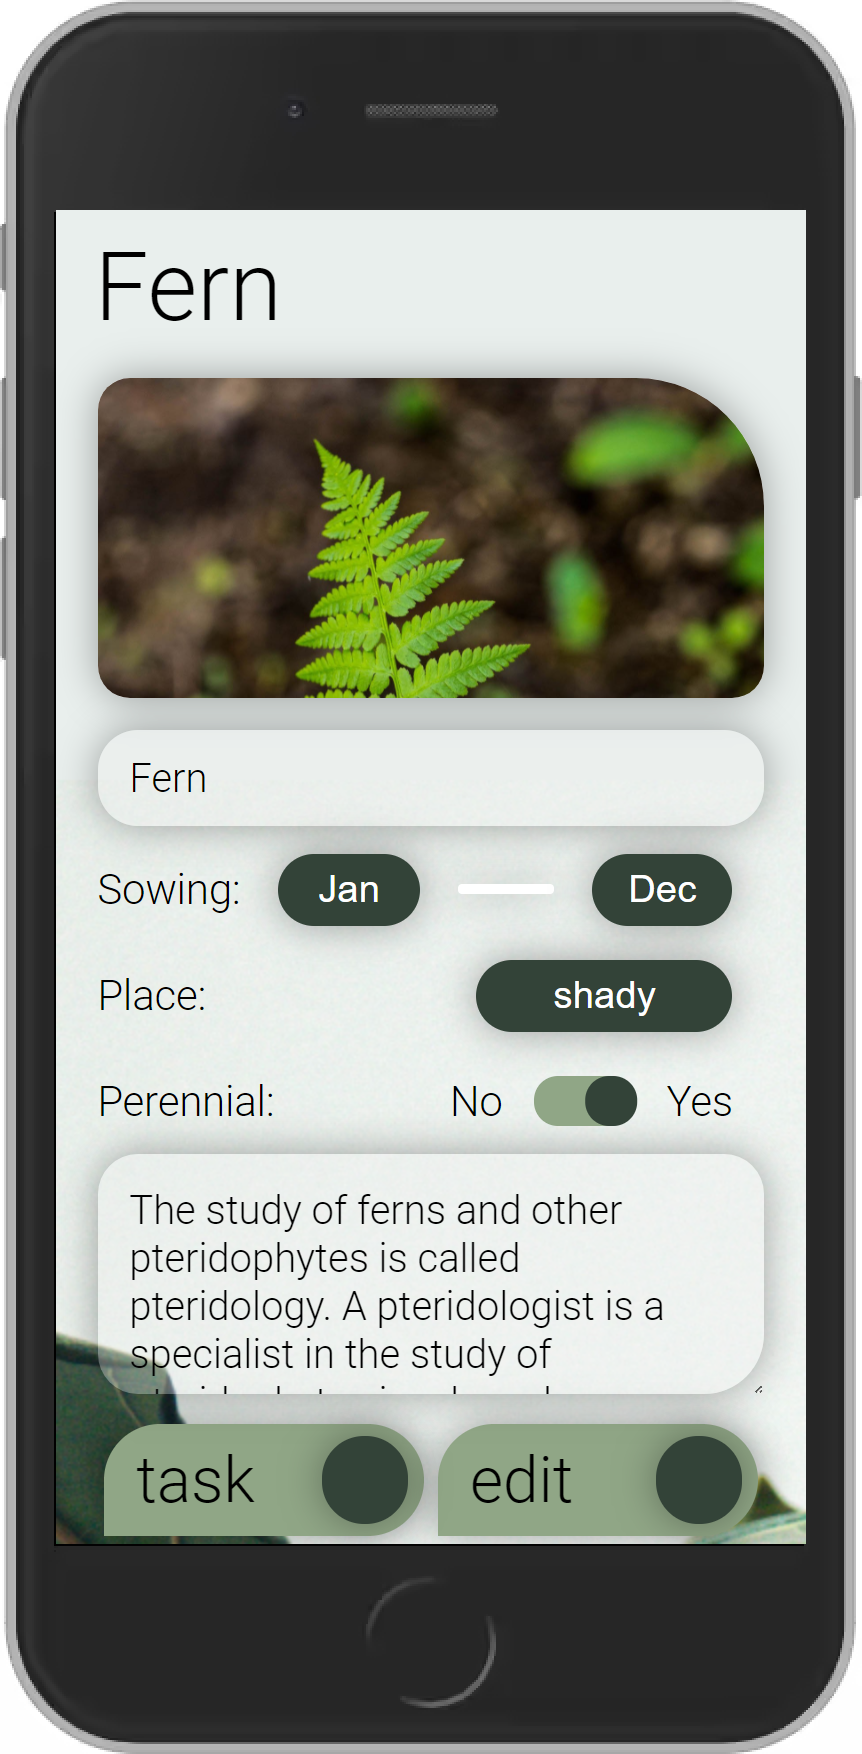 Fern
Fern
Sowing: Jan Dec
Place: shady
Perennial: No Yes
The study of ferns and other
pteridophytes is called
pteridology. A pteridologist is a
specialist in the study of
task edit